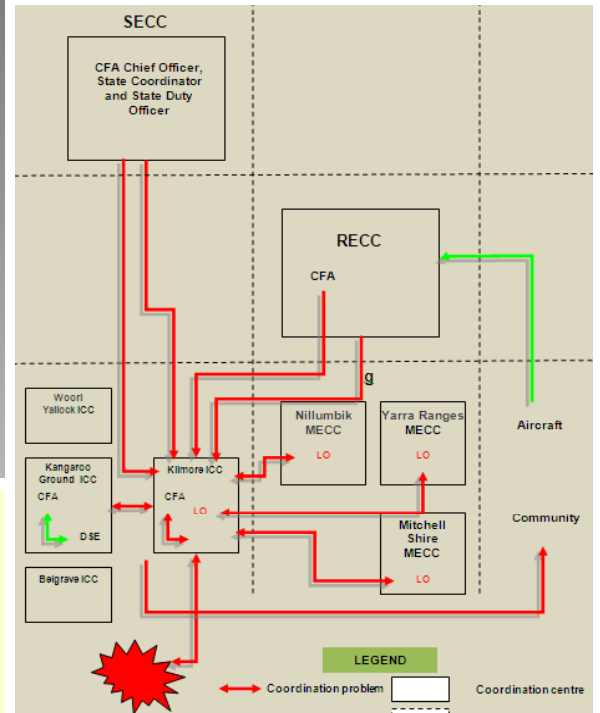 SECC
CFA Chief Officer,
State Coordinator
and State Duty
Officer
RECC
CFA
g
Woorl
Yallock ICC
Kangaroo
Ground ICC
CFA
DSE
Belgrave ICC
Kilmore ICC
CFA
LO
Nillumbik
MECC
LO
Yarra Ranges
MECC
LO
Mitchell
Shire
MECC
LO
Aircraft
Community
LEGEND
Coordination problem
Coordination centre